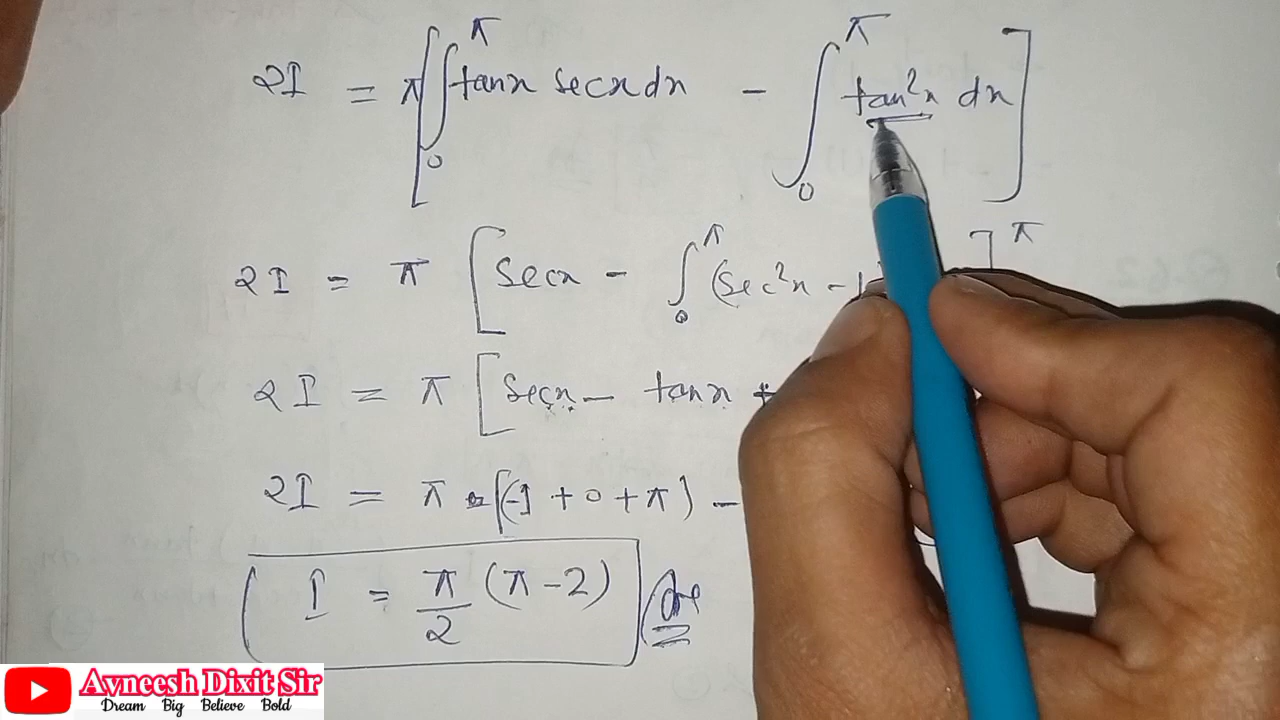 2I = π[∫₀^π tanx secx dx - ∫₀^π tan²x dx]
2I = π [secx - ∫₀^π (sec²x - 1 ]^π
2I = π [secx - tanx +
2I = π [(-1 + 0 + π) -
I = π/2 (π-2)
Avneesh Dixit Sir
Dream Big Believe Bold